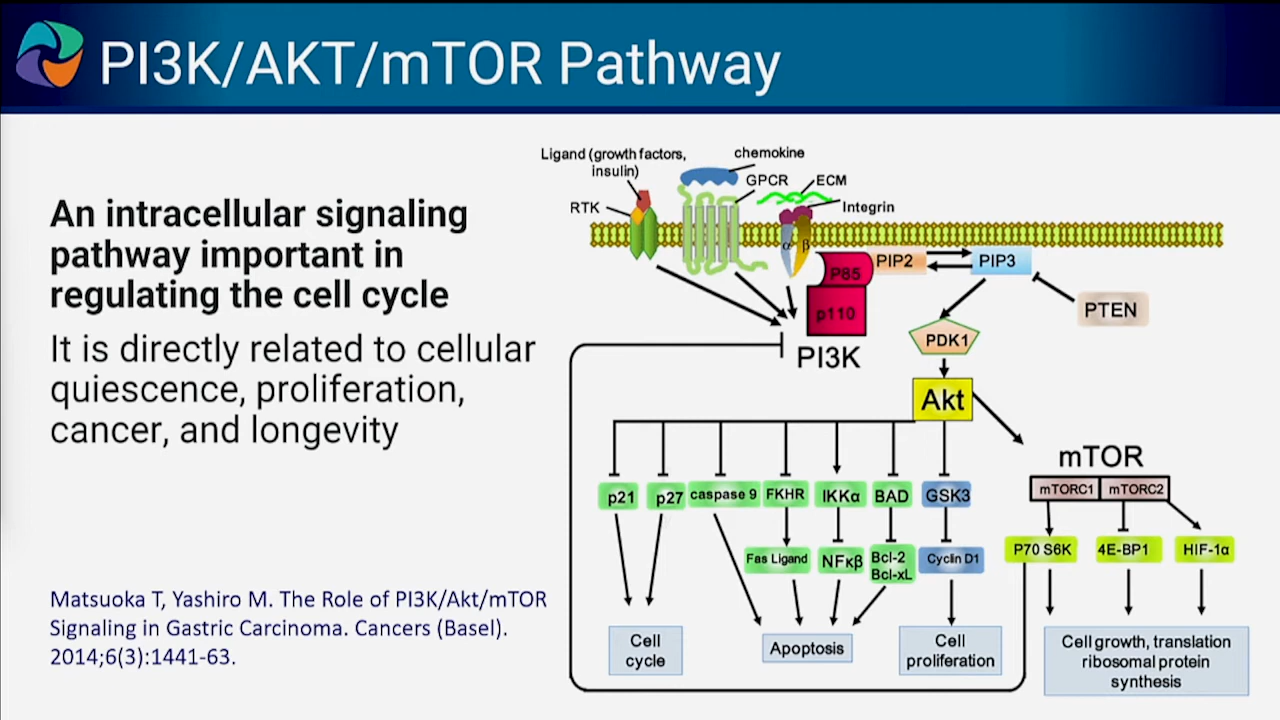 PI3K/AKT/mTOR Pathway
An intracellular signaling
pathway important in
regulating the cell cycle
It is directly related to cellular
quiescence, proliferation,
cancer, and longevity
Matsuoka T, Yashiro M. The Role of PI3K/Akt/mTOR
Signaling in Gastric Carcinoma. Cancers (Basel).
2014;6(3):1441-63.
Ligand (growth factors,
insulin)
chemokine
GPCR
ECM
RTK
Integrin
α
β
P85
PIP2
PIP3
p110
PTEN
PI3K
PDK1
Akt
mTOR
mTORC1
mTORC2
p21
p27
caspase 9
FKHR
IKKα
BAD
GSK3
P70 S6K
4E-BP1
HIF-1α
Fas Ligand
NFκβ
Bcl-2
Bcl-xL
Cyclin D1
Cell
cycle
Apoptosis
Cell
proliferation
Cell growth, translation
ribosomal protein
synthesis